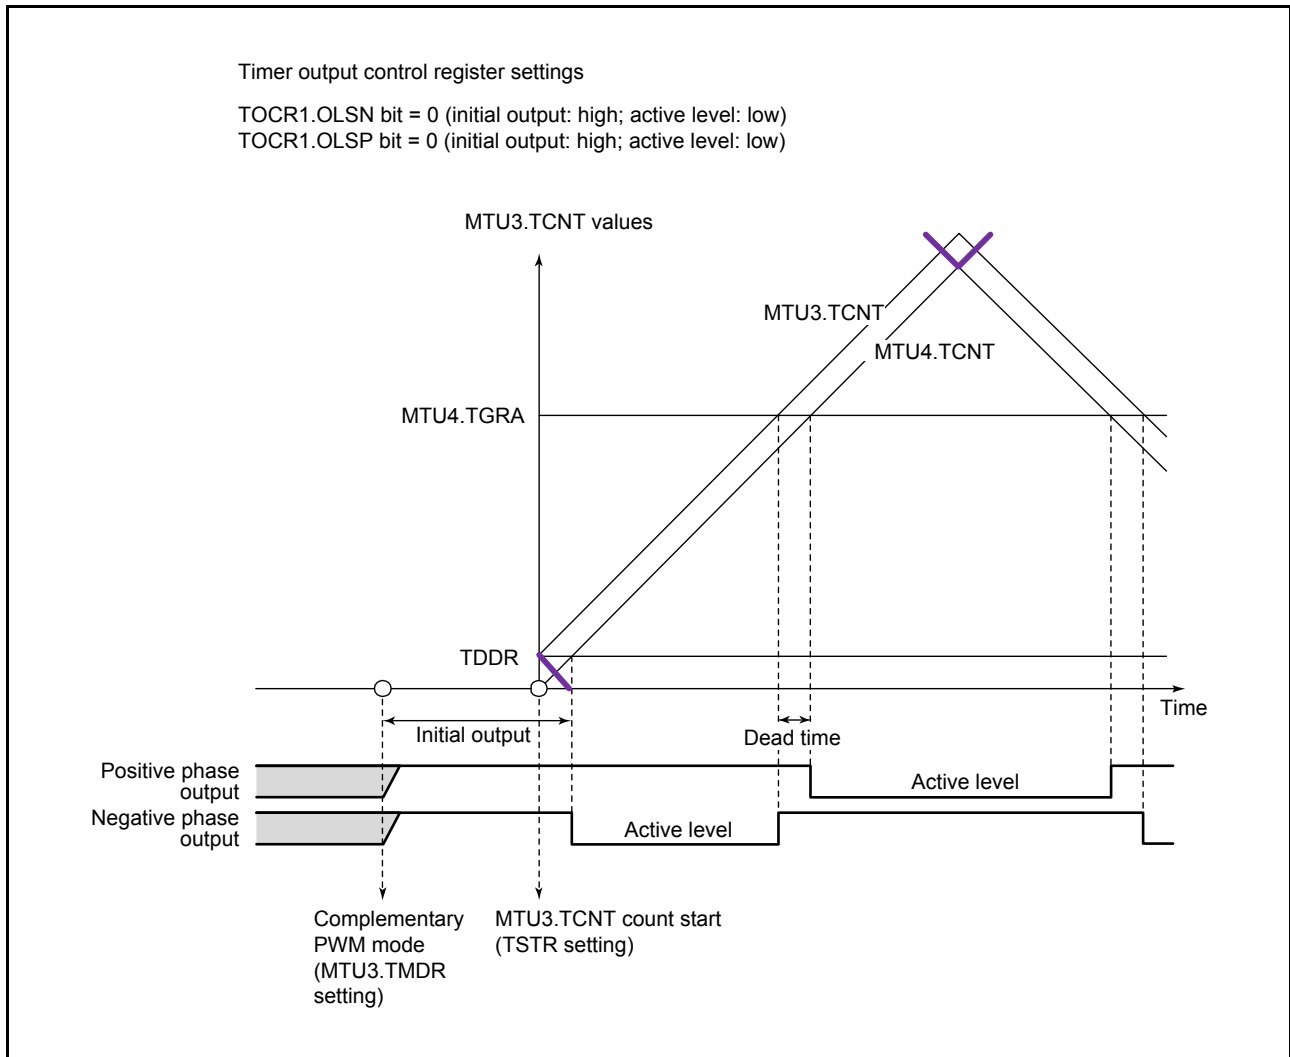 Timer output control register settings
TOCR1.OLSN bit = 0 (initial output: high; active level: low)
TOCR1.OLSP bit = 0 (initial output: high; active level: low)
MTU3.TCNT values
MTU3.TCNT
MTU4.TCNT
MTU4.TGRA
TDDR
Time
Initial output
Dead time
Positive phase
output
Active level
Negative phase
output
Active level
Complementary
PWM mode
(MTU3.TMDR
setting)
MTU3.TCNT count start
(TSTR setting)